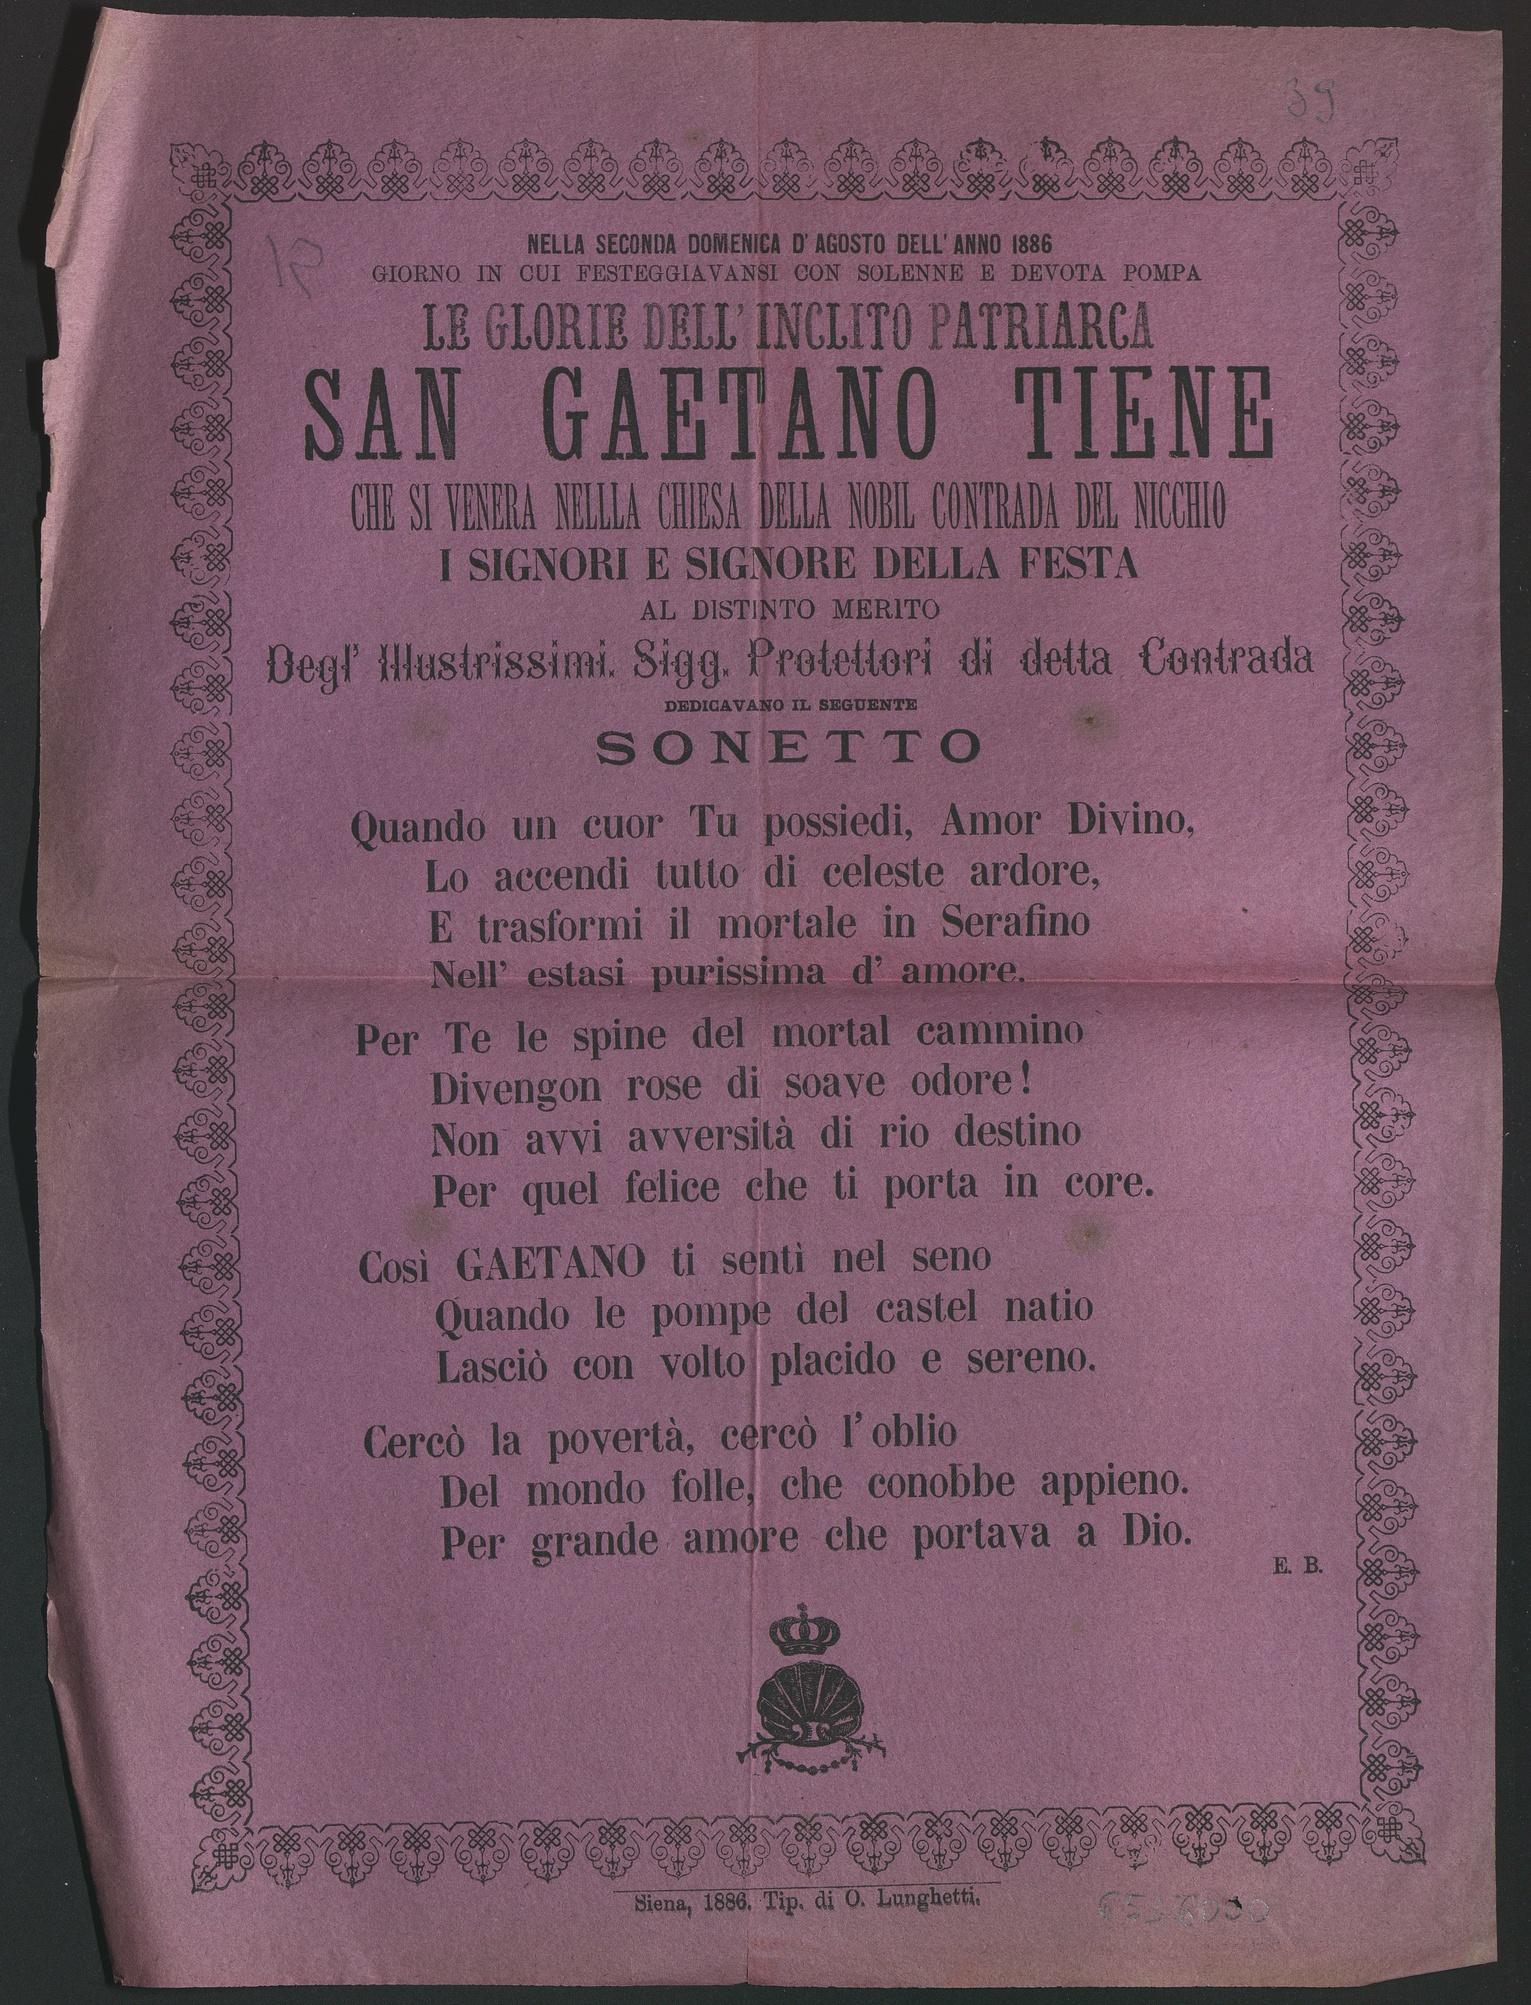 39
NELLA SECONDA DOMENICA D' AGOSTO DELL' ANNO 1886
GIORNO IN CUI FESTEGGIAVANSI CON SOLENNE E DEVOTA POMPA
LE GLORIE DELL' INCLITO PATRIARCA
SAN GAETANO TIENE
CHE SI VENERA NELLLA CHIESA DELLA NOBIL CONTRADA DEL NICCHIO
I SIGNORI E SIGNORE DELLA FESTA
AL DISTINTO MERITO
Degl' Illustrissimi. Sigg. Protettori di detta Contrada
DEDICAVANO IL SEGUENTE
SONETTO
Quando un cuor Tu possiedi, Amor Divino,
Lo accendi tutto di celeste ardore,
E trasformi il mortale in Serafino
Nell' estasi purissima d' amore.
Per Te le spine del mortal cammino
Divengon rose di soave odore!
Non avvi avversità di rio destino
Per quel felice che ti porta in core.
Così GAETANO ti sentì nel seno
Quando le pompe del castel natio
Lasciò con volto placido e sereno.
Cercò la povertà, cercò l' oblio
Del mondo folle, che conobbe appieno.
Per grande amore che portava a Dio.
E. B.
Siena, 1886. Tip. di O. Lunghetti.